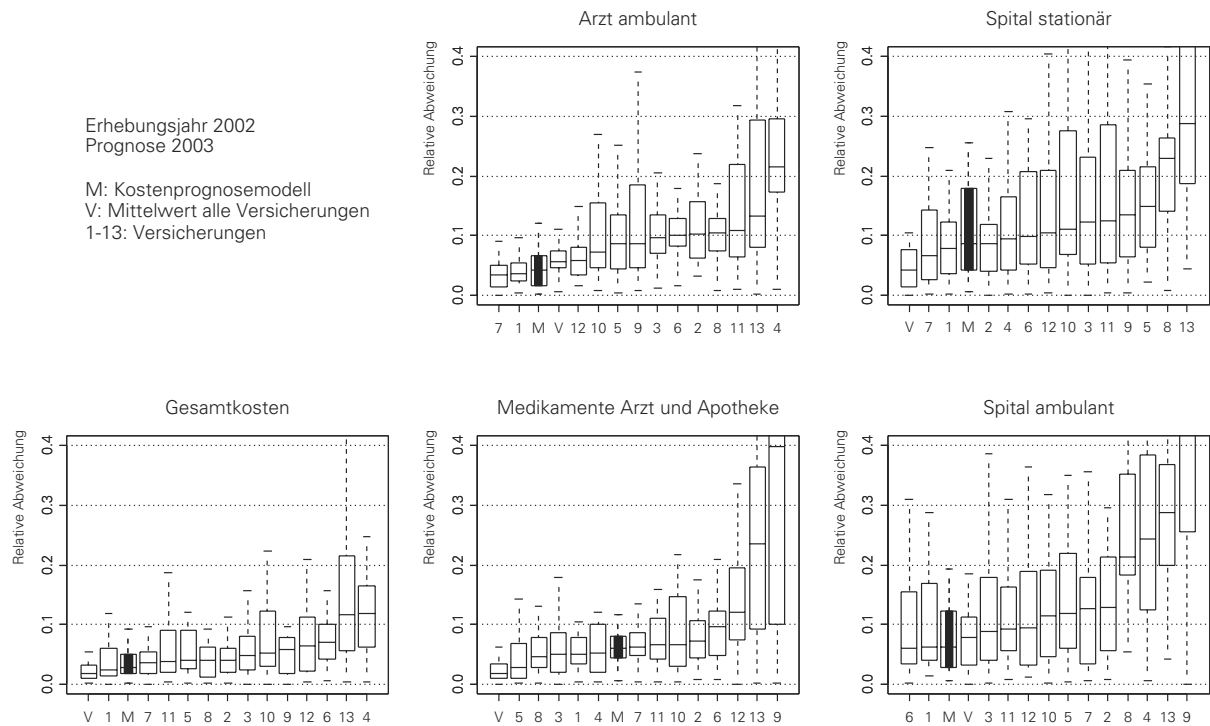 Arzt ambulant
Spital stationär
Erhebungsjahr 2002
Prognose 2003
M: Kostenprognosemodell
V: Mittelwert alle Versicherungen
1-13: Versicherungen
Relative Abweichung
0.4
0.3
0.2
0.1
0.0
7 1 M V 12 10 5 9 3 6 2 8 11 13 4
Relative Abweichung
0.4
0.3
0.2
0.1
0.0
V 7 1 M 2 4 6 12 10 3 11 9 5 8 13
Gesamtkosten
Medikamente Arzt und Apotheke
Spital ambulant
Relative Abweichung
0.4
0.3
0.2
0.1
0.0
V 1 M 7 11 5 8 2 3 10 9 12 6 13 4
Relative Abweichung
0.4
0.3
0.2
0.1
0.0
V 5 8 3 1 4 M 7 11 10 2 6 12 13 9
Relative Abweichung
0.4
0.3
0.2
0.1
0.0
6 1 M V 3 11 12 10 5 7 2 8 4 13 9